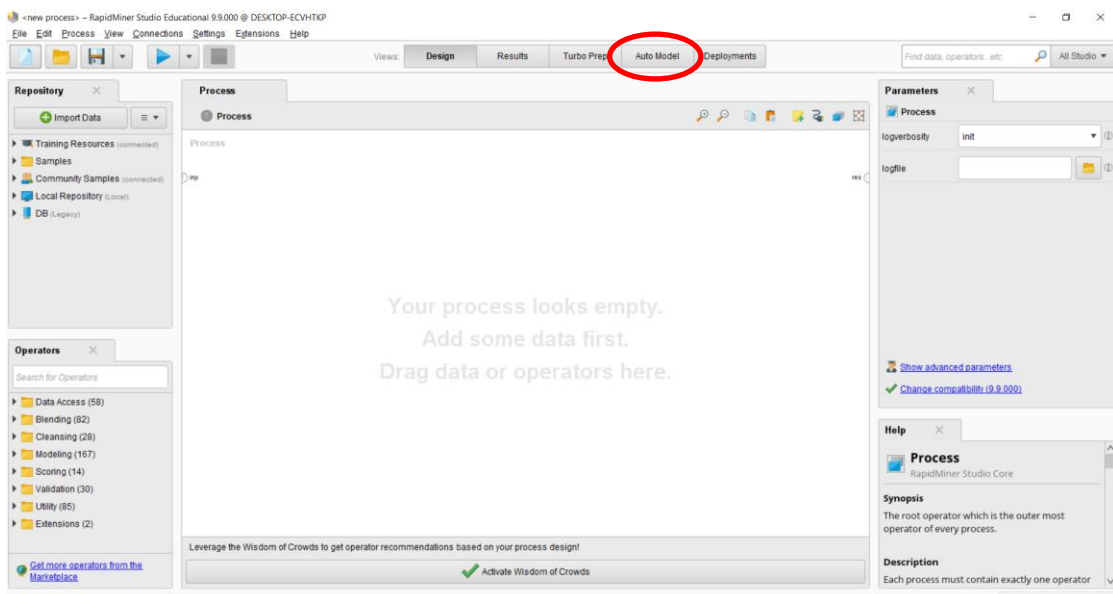 <new process> – RapidMiner Studio Educational 9.9.000 @ DESKTOP-ECVHTKP
File Edit Process View Connections Settings Extensions Help
Views: Design Results Turbo Prep Auto Model Deployments
Find data, operators...etc All Studio
Repository
Import Data
Training Resources (connected)
Samples
Community Samples (connected)
Local Repository (Local)
DB (Legacy)
Operators
Search for Operators
Data Access (58)
Blending (82)
Cleansing (28)
Modeling (167)
Scoring (14)
Validation (30)
Utility (85)
Extensions (2)
Get more operators from the
Marketplace
Process
Process
Process
inp
res
Your process looks empty.
Add some data first.
Drag data or operators here.
Leverage the Wisdom of Crowds to get operator recommendations based on your process design!
Activate Wisdom of Crowds
Parameters
Process
logverbosity init
logfile
Show advanced parameters
Change compatibility (9.9.000)
Help
Process
RapidMiner Studio Core
Synopsis
The root operator which is the outer most
operator of every process.
Description
Each process must contain exactly one operator